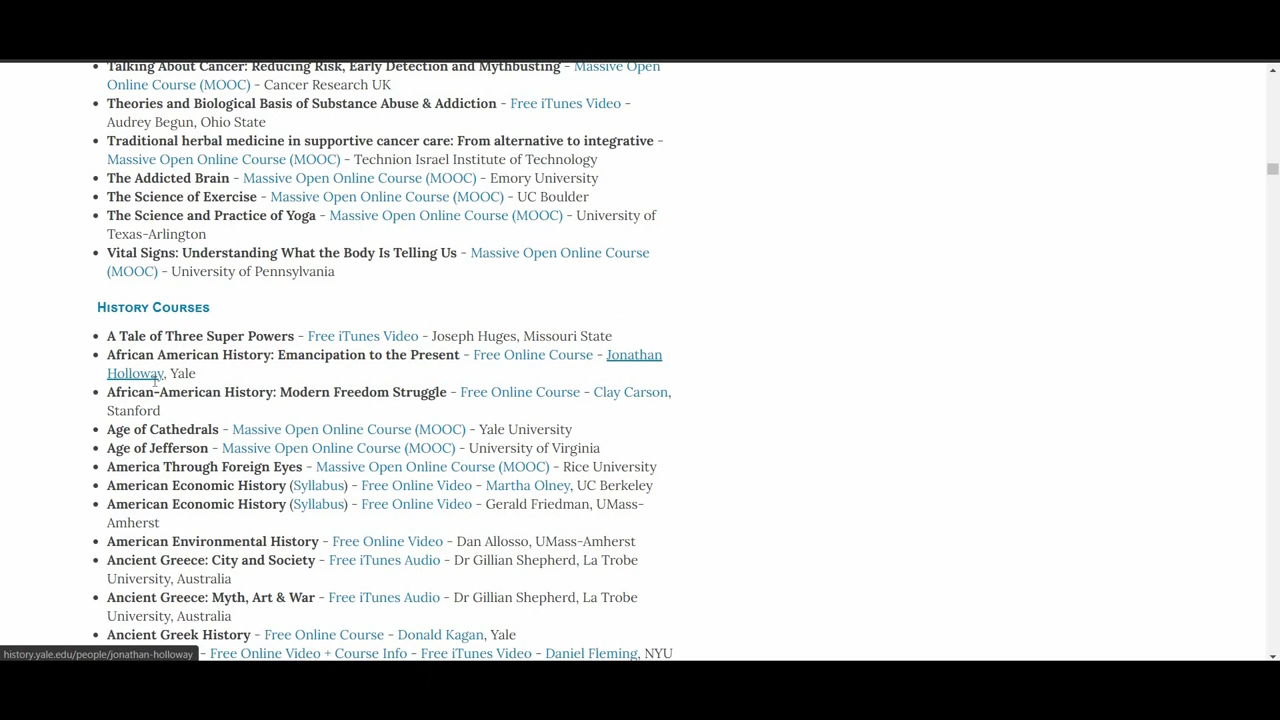 Talking About Cancer: Reducing Risk, Early Detection and Mythbusting - Massive Open
Online Course (MOOC) - Cancer Research UK
Theories and Biological Basis of Substance Abuse & Addiction - Free iTunes Video -
Audrey Begun, Ohio State
Traditional herbal medicine in supportive cancer care: From alternative to integrative -
Massive Open Online Course (MOOC) - Technion Israel Institute of Technology
The Addicted Brain - Massive Open Online Course (MOOC) - Emory University
The Science of Exercise - Massive Open Online Course (MOOC) - UC Boulder
The Science and Practice of Yoga - Massive Open Online Course (MOOC) - University of
Texas-Arlington
Vital Signs: Understanding What the Body Is Telling Us - Massive Open Online Course
(MOOC) - University of Pennsylvania
History Courses
A Tale of Three Super Powers - Free iTunes Video - Joseph Huges, Missouri State
African American History: Emancipation to the Present - Free Online Course - Jonathan
Holloway, Yale
African-American History: Modern Freedom Struggle - Free Online Course - Clay Carson,
Stanford
Age of Cathedrals - Massive Open Online Course (MOOC) - Yale University
Age of Jefferson - Massive Open Online Course (MOOC) - University of Virginia
America Through Foreign Eyes - Massive Open Online Course (MOOC) - Rice University
American Economic History (Syllabus) - Free Online Video - Martha Olney, UC Berkeley
American Economic History (Syllabus) - Free Online Video - Gerald Friedman, UMass-
Amherst
American Environmental History - Free Online Video - Dan Allosso, UMass-Amherst
Ancient Greece: City and Society - Free iTunes Audio - Dr Gillian Shepherd, La Trobe
University, Australia
Ancient Greece: Myth, Art & War - Free iTunes Audio - Dr Gillian Shepherd, La Trobe
University, Australia
Ancient Greek History - Free Online Course - Donald Kagan, Yale
history.yale.edu/people/jonathan-holloway - Free Online Video + Course Info - Free iTunes Video - Daniel Fleming, NYU